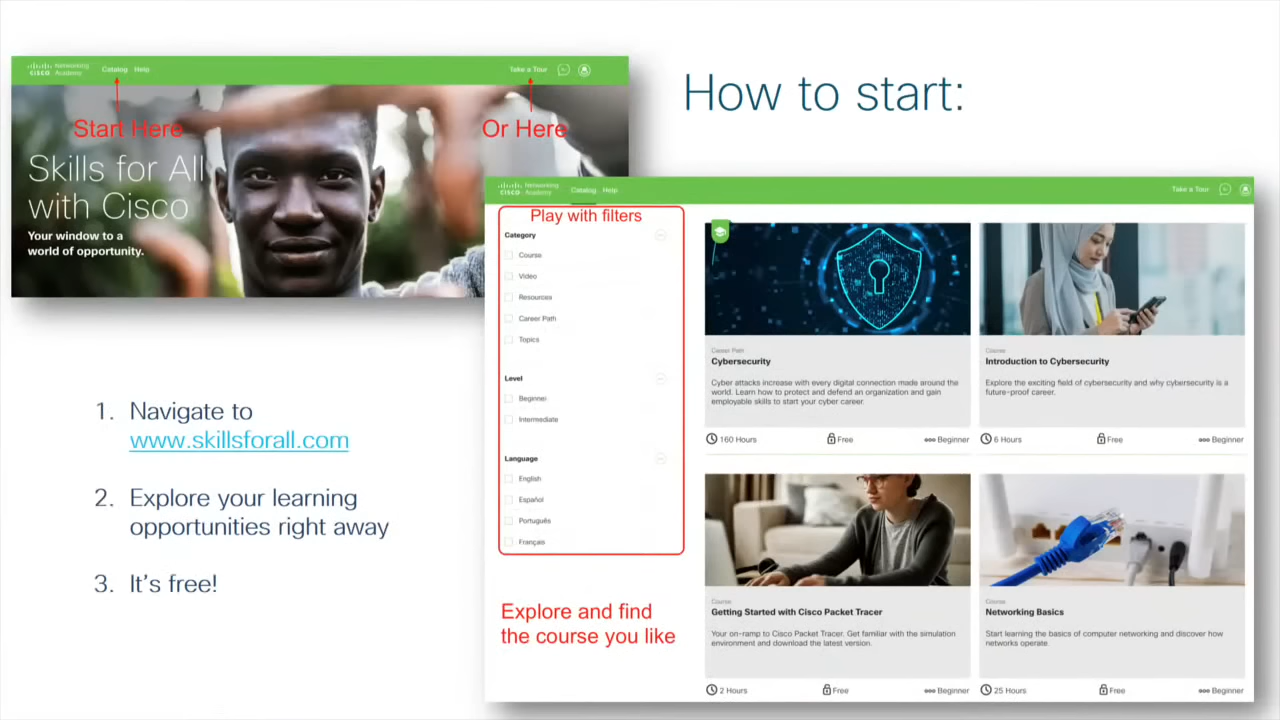 CISCO
Networking
Academy
Catalog
Help
Take a Tour
Start Here
Or Here
Skills for All
with Cisco
Your window to a
world of opportunity.
How to start:
1. Navigate to
www.skillsforall.com
2. Explore your learning
opportunities right away
3. It's free!
CISCO
Networking
Academy
Catalog
Help
Take a Tour
Play with filters
Category
Course
Video
Resources
Career Path
Topics
Level
Beginner
Intermediate
Language
English
Español
Português
Français
Explore and find
the course you like
Career Path
Cybersecurity
Cyber attacks increase with every digital connection made around the
world. Learn how to protect and defend an organization and gain
employable skills to start your cyber career.
160 Hours
Free
Beginner
Course
Introduction to Cybersecurity
Explore the exciting field of cybersecurity and why cybersecurity is a
future-proof career.
6 Hours
Free
Beginner
Course
Getting Started with Cisco Packet Tracer
Your on-ramp to Cisco Packet Tracer. Get familiar with the simulation
environment and download the latest version.
2 Hours
Free
Beginner
Course
Networking Basics
Start learning the basics of computer networking and discover how
networks operate.
25 Hours
Free
Beginner